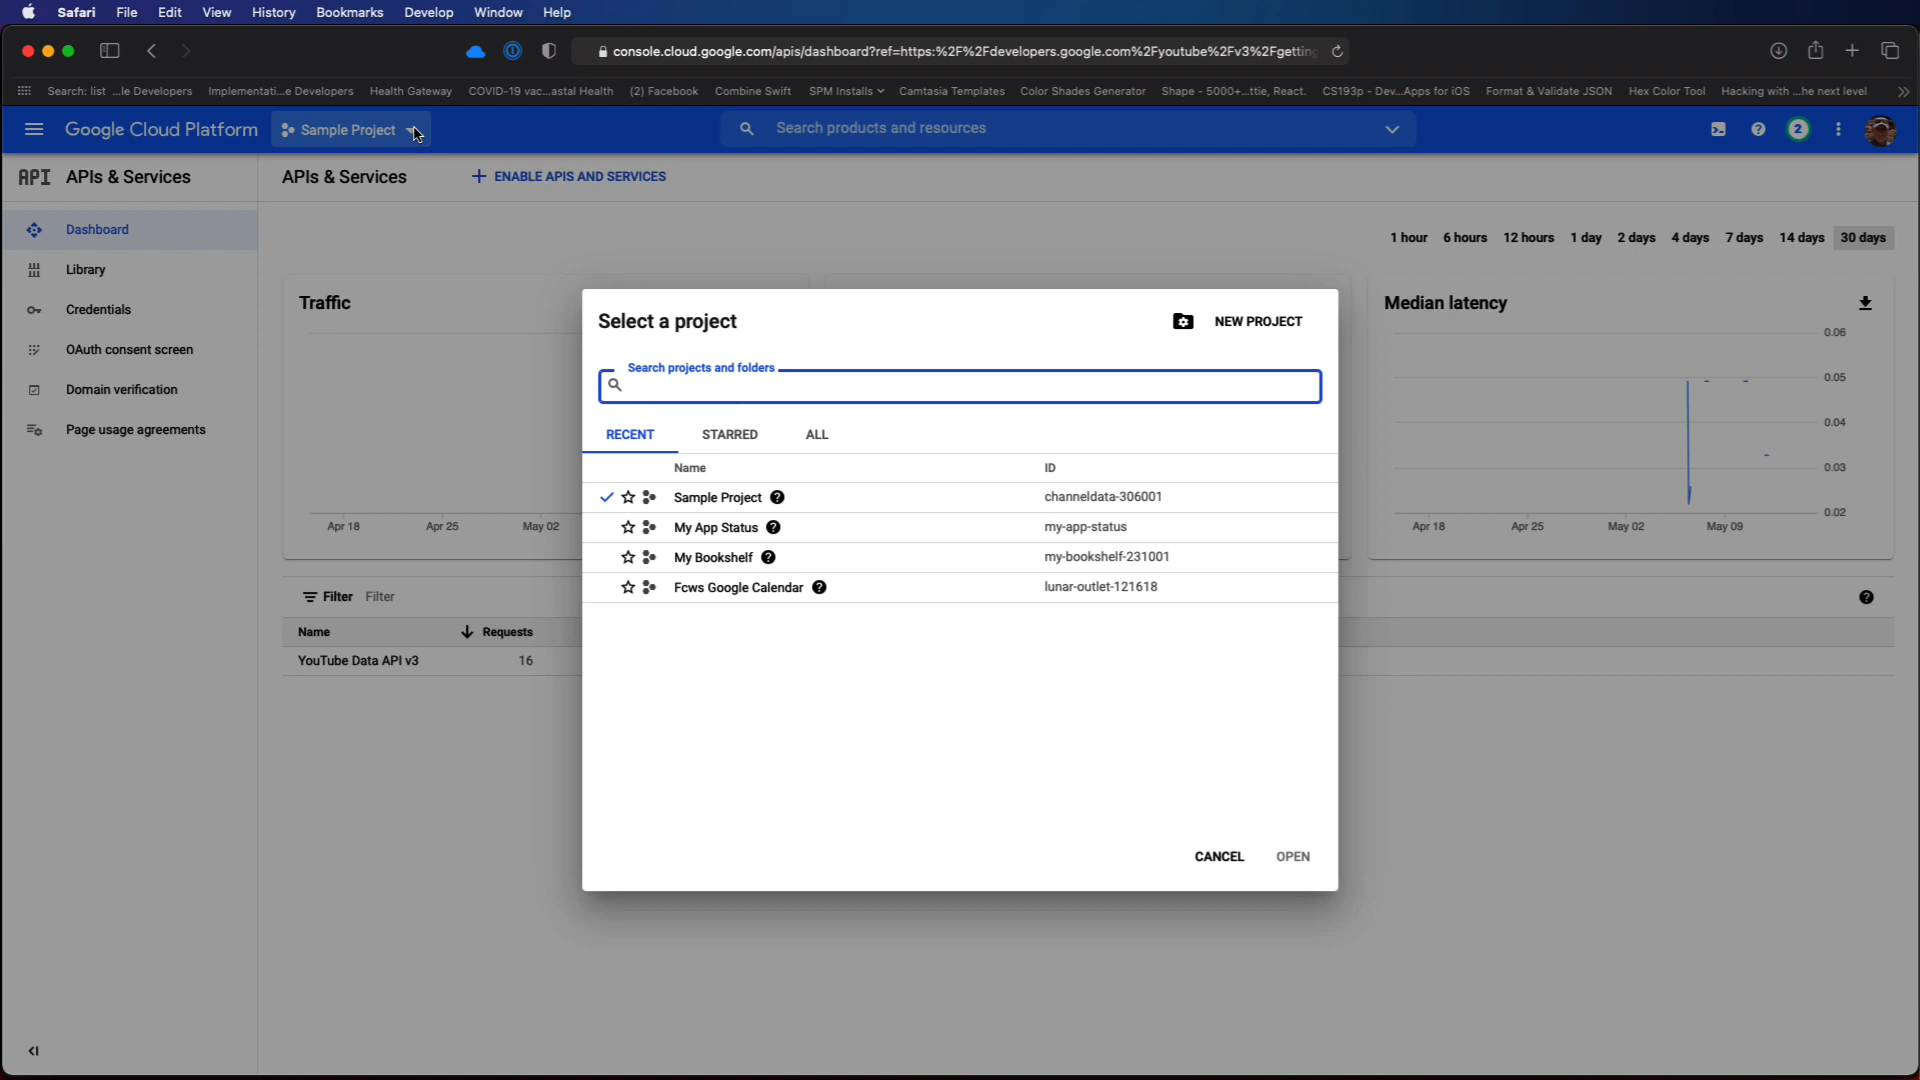 Safari File Edit View History Bookmarks Develop Window Help
console.cloud.google.com/apis/dashboard?ref=https:%2F%2Fdevelopers.google.com%2Fyoutube%2Fv3%2Fgetting
Search: list ...le Developers Implementati...e Developers Health Gateway COVID-19 vac...astal Health (2) Facebook Combine Swift SPM Installs Camtasia Templates Color Shades Generator Shape - 5000+...ttie, React. CS193p - Dev...Apps for iOS Format & Validate JSON Hex Color Tool Hacking with ...he next level
Google Cloud Platform Sample Project Search products and resources 2
API APIs & Services APIs & Services ENABLE APIS AND SERVICES
Dashboard
Library
Credentials
OAuth consent screen
Domain verification
Page usage agreements
1 hour 6 hours 12 hours 1 day 2 days 4 days 7 days 14 days 30 days
Traffic
Apr 18 Apr 25 May 02
Median latency
0.06
0.05
0.04
0.03
0.02
Apr 18 Apr 25 May 02 May 09
Filter Filter
Name Requests
YouTube Data API v3 16
Select a project NEW PROJECT
Search projects and folders
RECENT STARRED ALL
Name ID
Sample Project channeldata-306001
My App Status my-app-status
My Bookshelf my-bookshelf-231001
Fcws Google Calendar lunar-outlet-121618
CANCEL OPEN